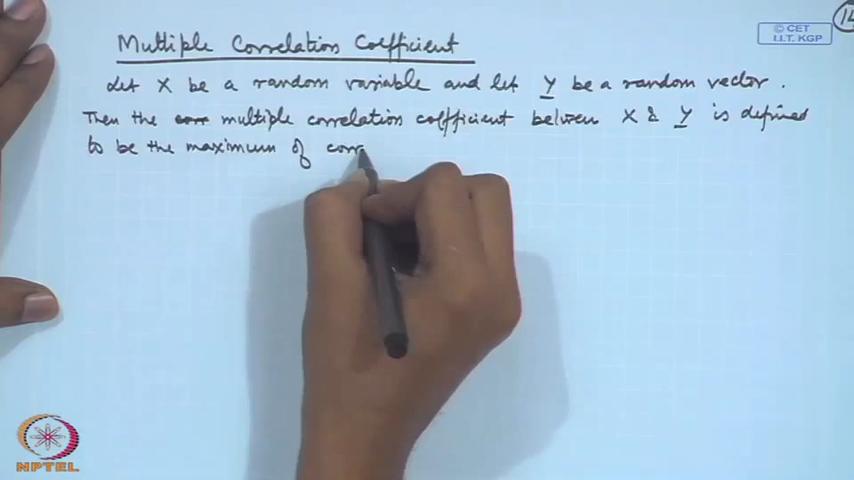 14
© CET
I.I.T. KGP
Multiple Correlation Coefficient
Let X be a random variable and let Y be a random vector.
Then the corr multiple correlation coefficient between X & Y is defined
to be the maximum of corr
NPTEL